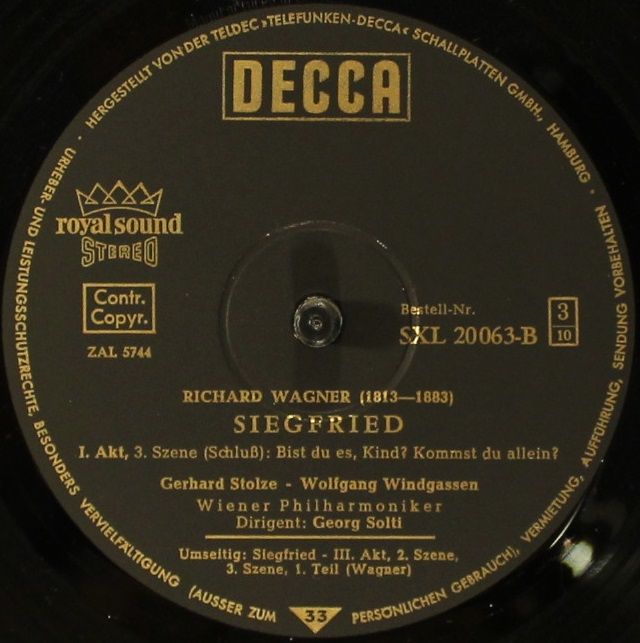 · HERGESTELLT VON DER TELDEC »TELEFUNKEN-DECCA« SCHALLPLATTEN GMBH., HAMBURG ·
URHEBER- UND LEISTUNGSSCHUTZRECHTE, BESONDERS VERVIELFÄLTIGUNG (AUSSER ZUM PERSÖNLICHEN GEBRAUCH), VERMIETUNG, AUFFÜHRUNG, SENDUNG VORBEHALTEN
DECCA
royal sound
STEREO
Contr.
Copyr.
ZAL 5744
Bestell-Nr.
SXL 20063-B
3
10
RICHARD WAGNER (1813—1883)
SIEGFRIED
I. Akt, 3. Szene (Schluß): Bist du es, Kind? Kommst du allein?
Gerhard Stolze - Wolfgang Windgassen
Wiener Philharmoniker
Dirigent: Georg Solti
Umseitig: Siegfried - III. Akt, 2. Szene,
3. Szene, 1. Teil (Wagner)
33